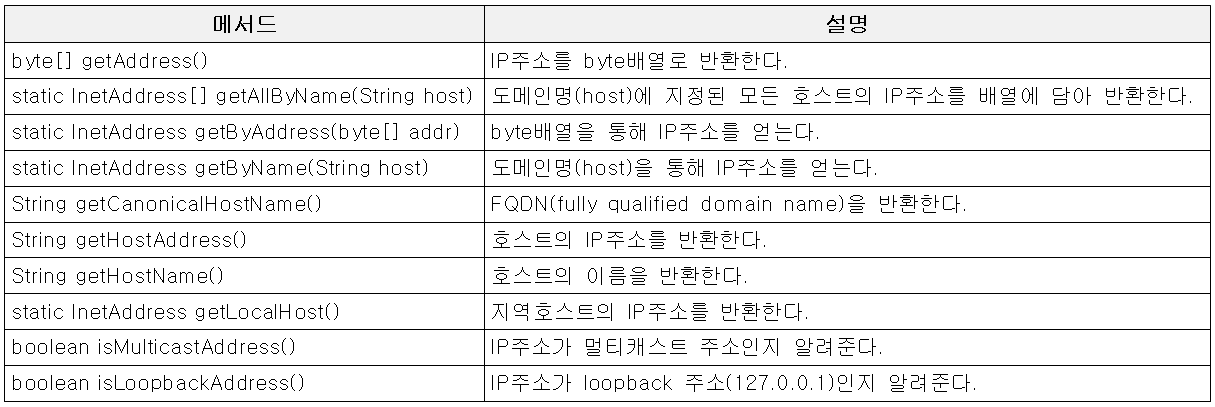 메서드 설명
byte[] getAddress() IP주소를 byte배열로 반환한다.
static InetAddress[] getAllByName(String host) 도메인명(host)에 지정된 모든 호스트의 IP주소를 배열에 담아 반환한다.
static InetAddress getByAddress(byte[] addr) byte배열을 통해 IP주소를 얻는다.
static InetAddress getByName(String host) 도메인명(host)을 통해 IP주소를 얻는다.
String getCanonicalHostName() FQDN(fully qualified domain name)을 반환한다.
String getHostAddress() 호스트의 IP주소를 반환한다.
String getHostName() 호스트의 이름을 반환한다.
static InetAddress getLocalHost() 지역호스트의 IP주소를 반환한다.
boolean isMulticastAddress() IP주소가 멀티캐스트 주소인지 알려준다.
boolean isLoopbackAddress() IP주소가 loopback 주소(127.0.0.1)인지 알려준다.